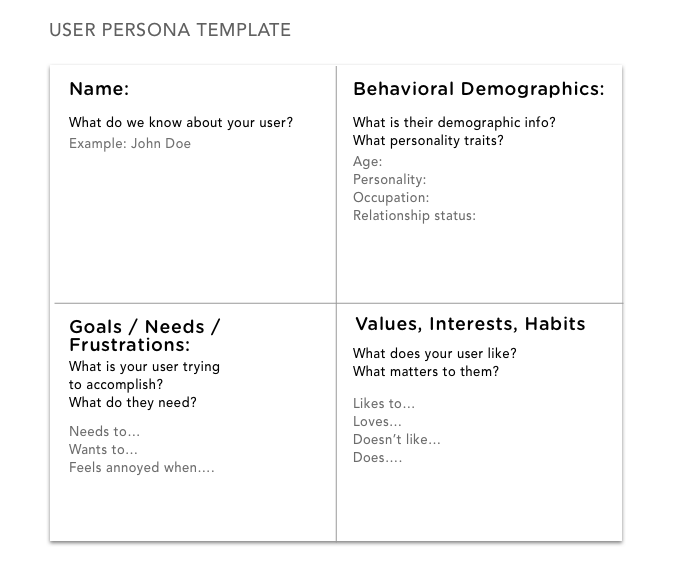 USER PERSONA TEMPLATE
Name:
What do we know about your user?
Example: John Doe
Behavioral Demographics:
What is their demographic info?
What personality traits?
Age:
Personality:
Occupation:
Relationship status:
Goals / Needs /
Frustrations:
What is your user trying
to accomplish?
What do they need?
Needs to...
Wants to...
Feels annoyed when....
Values, Interests, Habits
What does your user like?
What matters to them?
Likes to...
Loves...
Doesn't like...
Does....